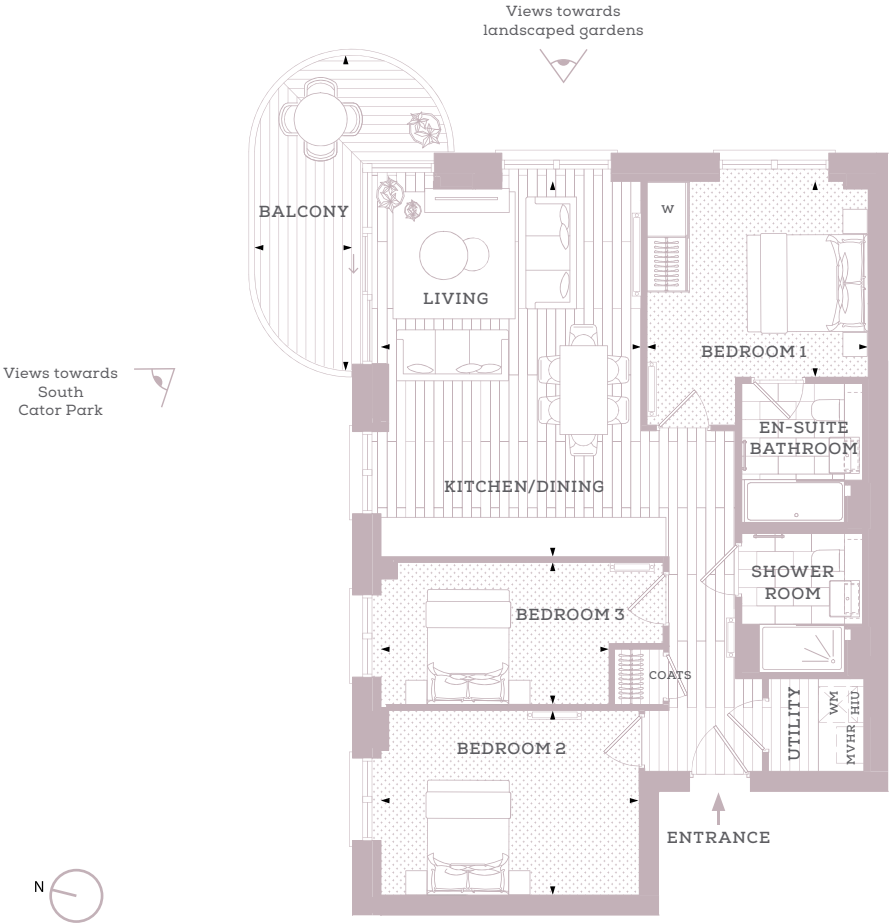 Views towards
landscaped gardens
BALCONY
W
LIVING
BEDROOM 1
Views towards
South
Cator Park
EN-SUITE
BATHROOM
KITCHEN/DINING
SHOWER
ROOM
BEDROOM 3
COATS
UTILITY
WM
HIU
MVHR
BEDROOM 2
ENTRANCE
N